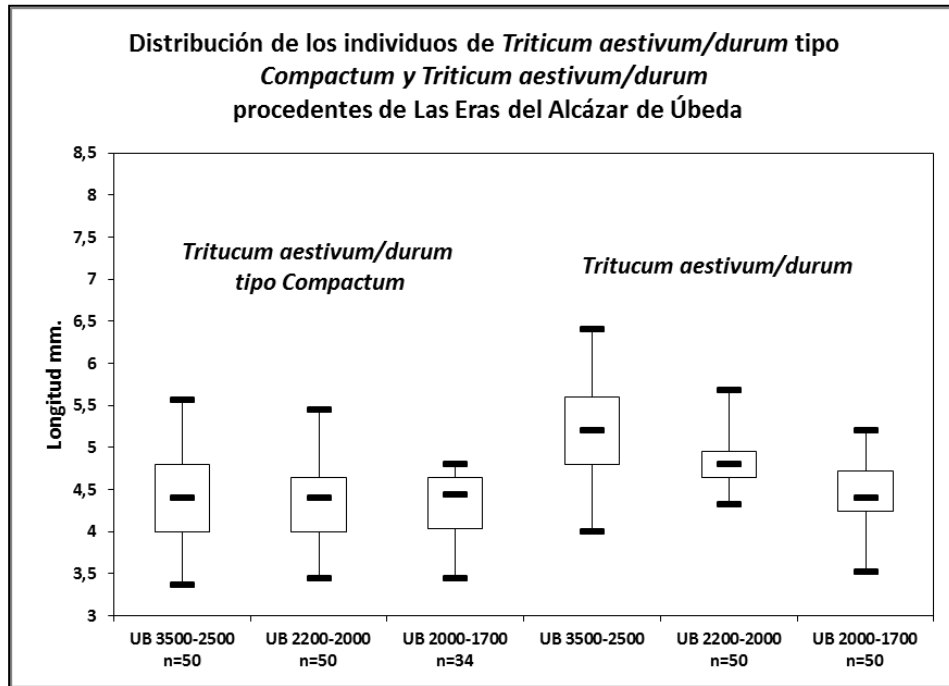 Distribución de los individuos de Triticum aestivum/durum tipo
Compactum y Triticum aestivum/durum
procedentes de Las Eras del Alcázar de Úbeda
8,5
8
7,5
7
6,5
6
5,5
5
4,5
4
3,5
3
Longitud mm.
Tritucum aestivum/durum
tipo Compactum
Tritucum aestivum/durum
UB 3500-2500
n=50
UB 2200-2000
n=50
UB 2000-1700
n=34
UB 3500-2500
UB 2200-2000
n=50
UB 2000-1700
n=50